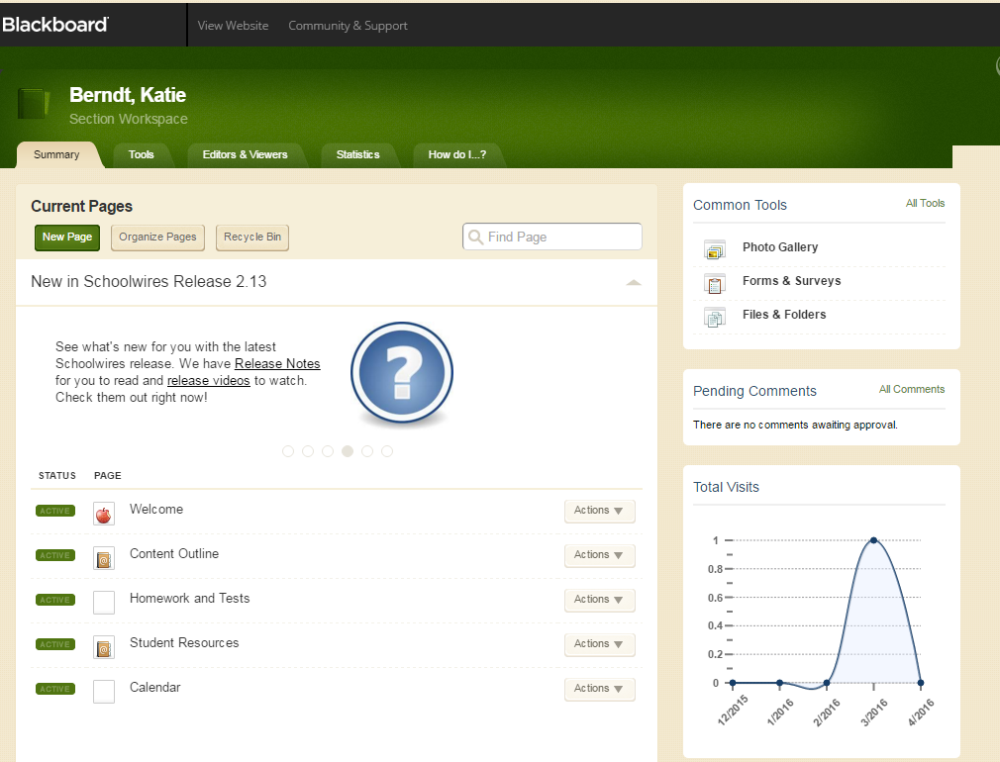 Blackboard
View Website
Community & Support
Berndt, Katie
Section Workspace
Summary
Tools
Editors & Viewers
Statistics
How do I...?
Current Pages
New Page
Organize Pages
Recycle Bin
Find Page
New in Schoolwires Release 2.13
See what's new for you with the latest
Schoolwires release. We have Release Notes
for you to read and release videos to watch.
Check them out right now!
STATUS
PAGE
ACTIVE
Welcome
Actions
ACTIVE
Content Outline
Actions
ACTIVE
Homework and Tests
Actions
ACTIVE
Student Resources
Actions
ACTIVE
Calendar
Actions
Common Tools
All Tools
Photo Gallery
Forms & Surveys
Files & Folders
Pending Comments
All Comments
There are no comments awaiting approval.
Total Visits
1
0.8
0.6
0.4
0.2
0
12/2015
1/2016
2/2016
3/2016
4/2016